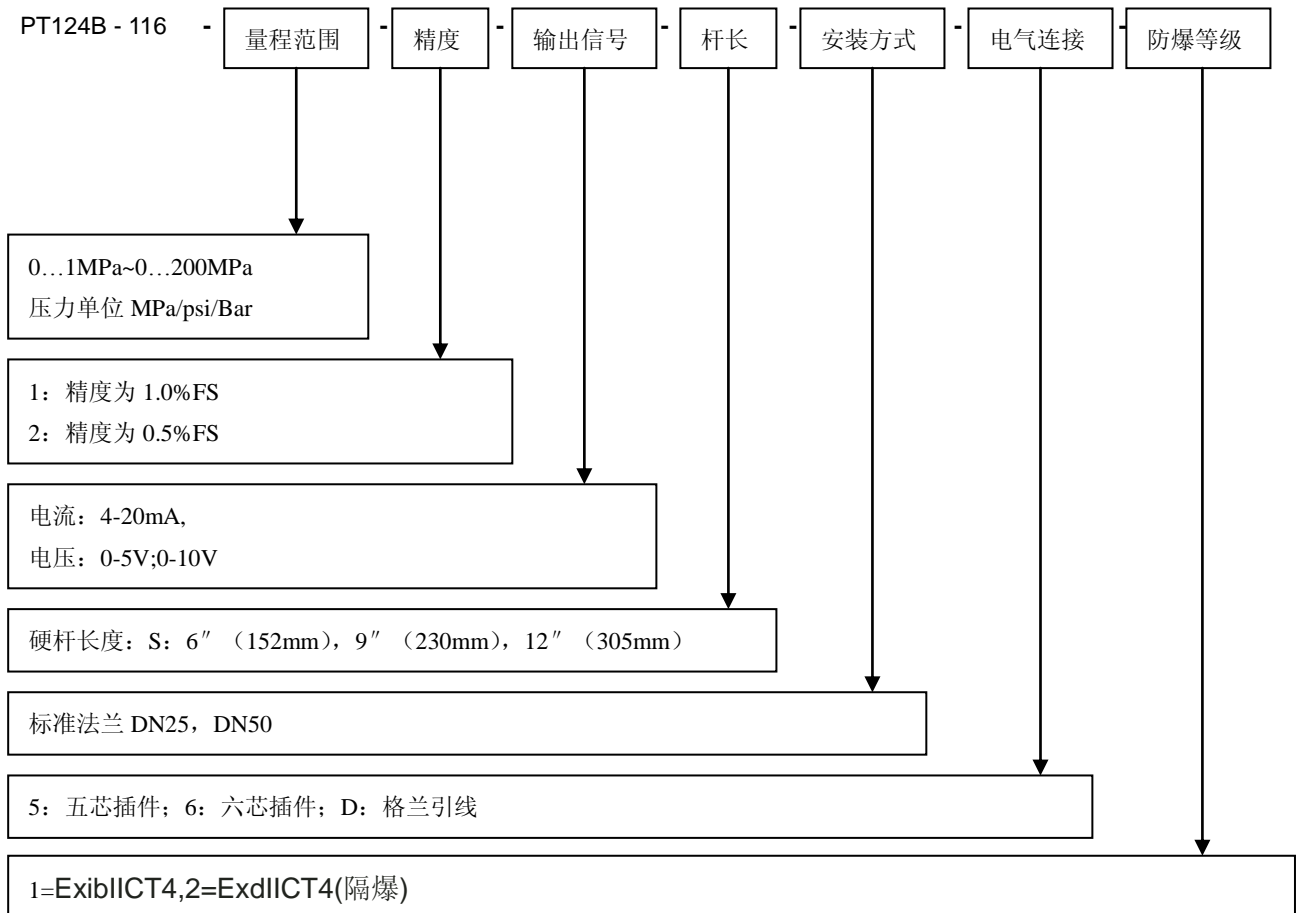 PT124B - 116 - 量程范围 - 精度 - 输出信号 - 杆长 - 安装方式 - 电气连接 - 防爆等级
0…1MPa~0…200MPa
压力单位 MPa/psi/Bar
1：精度为 1.0%FS
2：精度为 0.5%FS
电流：4-20mA,
电压：0-5V;0-10V
硬杆长度：S：6″（152mm），9″（230mm），12″（305mm）
标准法兰 DN25，DN50
5：五芯插件；6：六芯插件；D：格兰引线
1=ExibIICT4,2=ExdIICT4(隔爆)